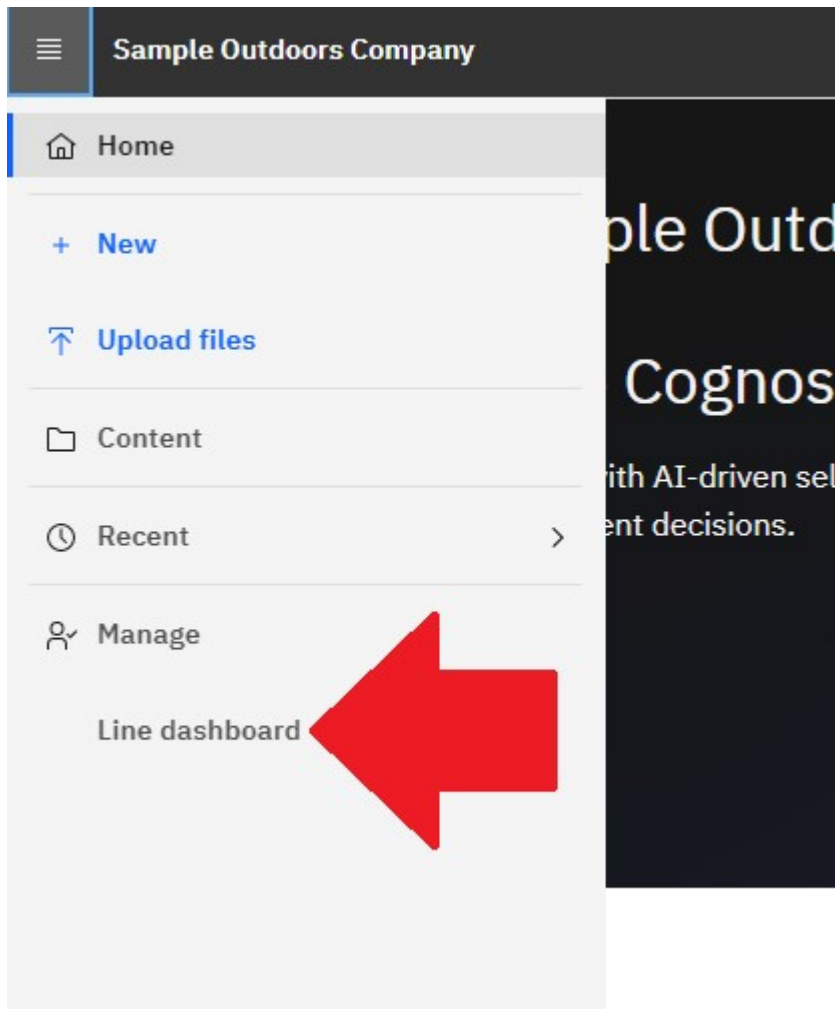 Sample Outdoors Company
Home
+ New
Upload files
Content
Recent
Manage
Line dashboard
ple Outd
Cognos
ith AI-driven sel
ent decisions.